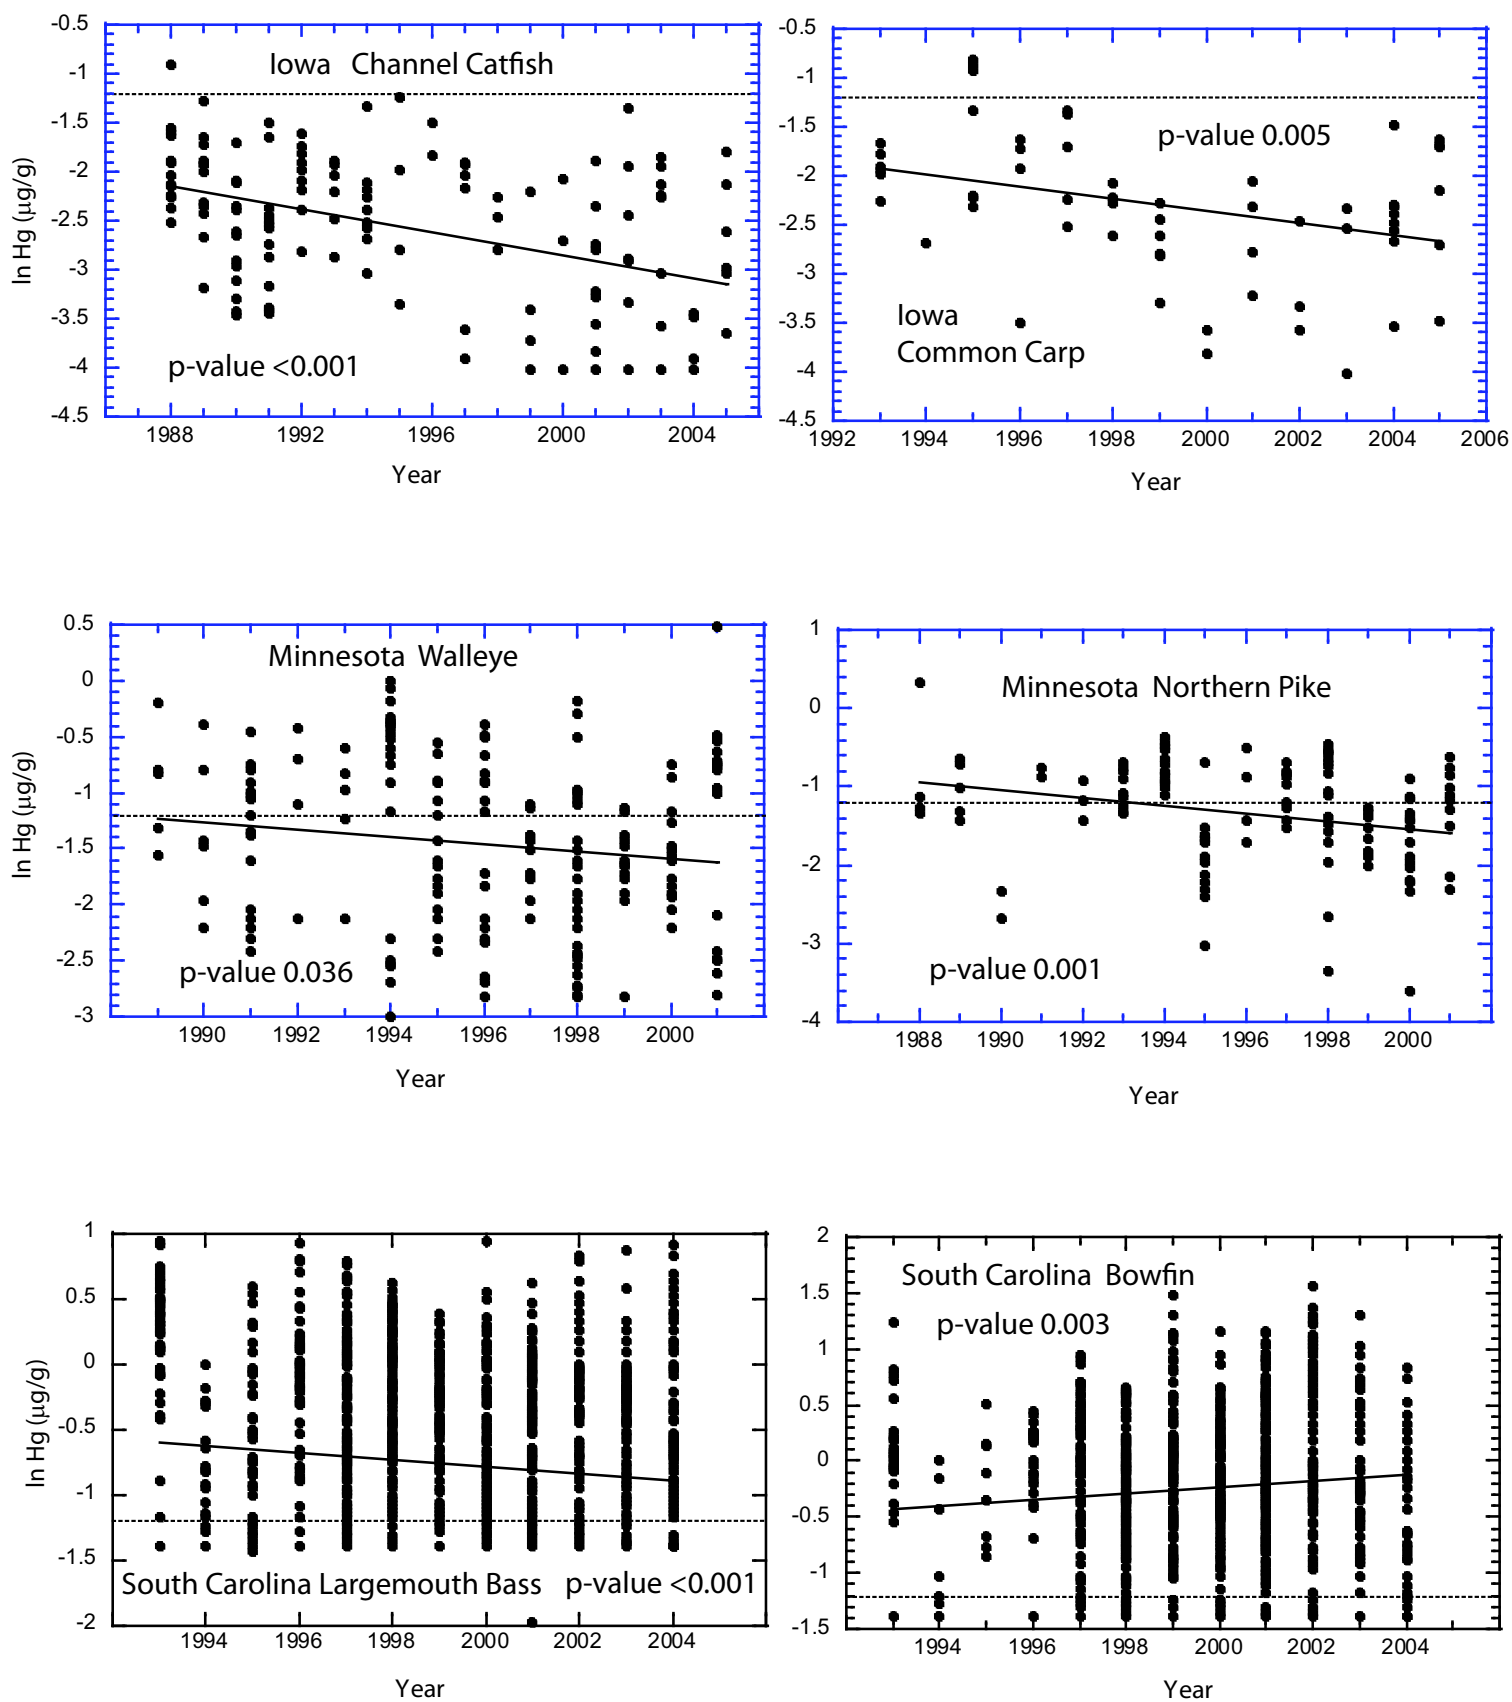 -0.5
-1
-1.5
-2
-2.5
-3
-3.5
-4
-4.5
ln Hg (µg/g)
Iowa Channel Catfish
p-value <0.001
1988 1992 1996 2000 2004
Year
-0.5
-1
-1.5
-2
-2.5
-3
-3.5
-4
-4.5
p-value 0.005
Iowa
Common Carp
1992 1994 1996 1998 2000 2002 2004 2006
Year
0.5
0
-0.5
-1
-1.5
-2
-2.5
-3
ln Hg (µg/g)
Minnesota Walleye
p-value 0.036
1990 1992 1994 1996 1998 2000
Year
1
0
-1
-2
-3
-4
Minnesota Northern Pike
p-value 0.001
1988 1990 1992 1994 1996 1998 2000
Year
1
0.5
0
-0.5
-1
-1.5
-2
ln Hg (µg/g)
South Carolina Largemouth Bass p-value <0.001
1994 1996 1998 2000 2002 2004
Year
2
1.5
1
0.5
0
-0.5
-1
-1.5
South Carolina Bowfin
p-value 0.003
1994 1996 1998 2000 2002 2004
Year